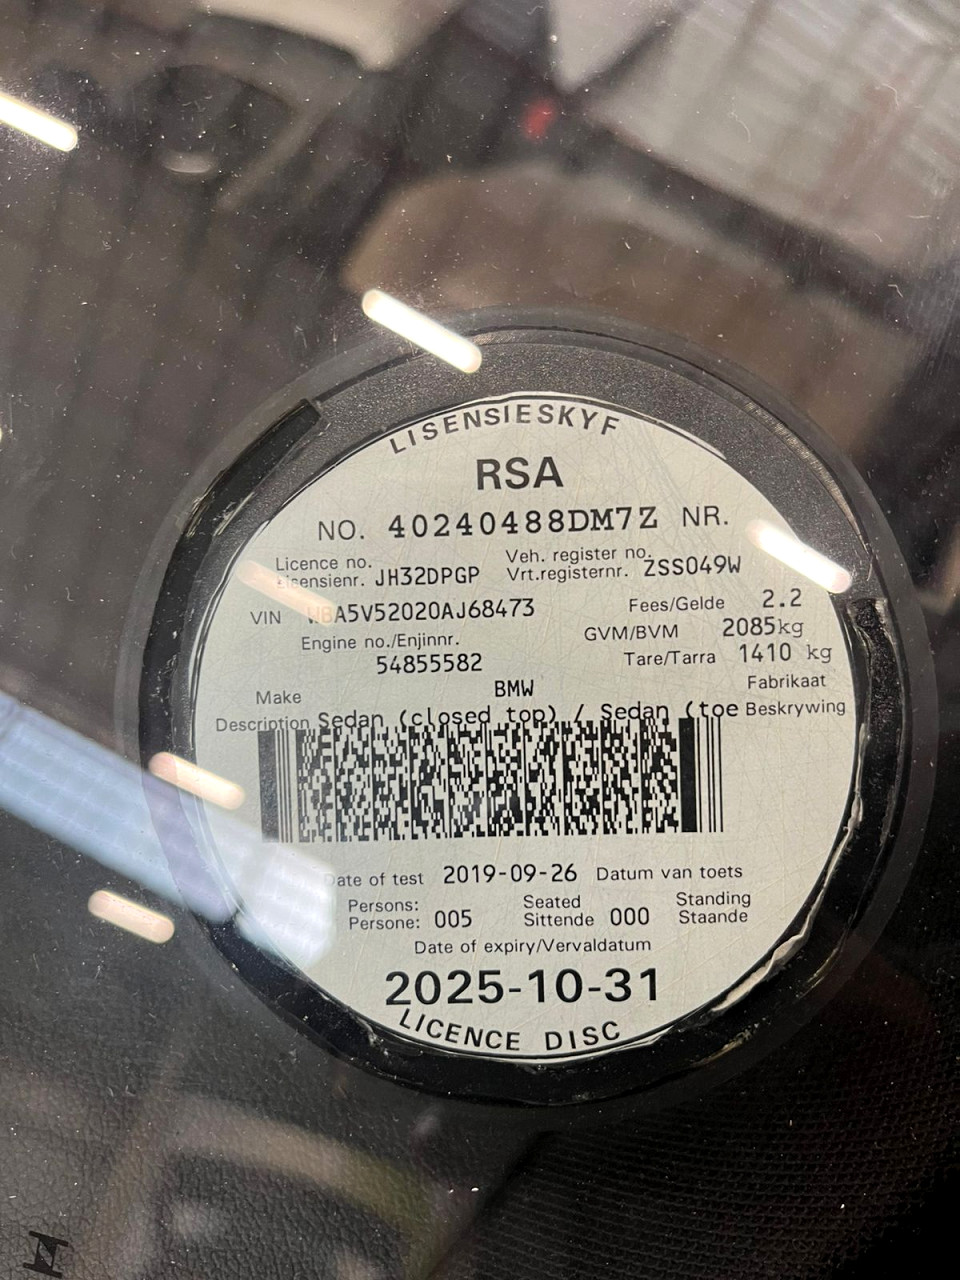 LISENSIESKYF
RSA
NO. 40240488DM7Z NR.
Licence no. Veh. register no.
Lisensienr. JH32DPGP Vrt.registernr. ZSS049W
VIN WBA5V52020AJ68473 Fees/Gelde 2.2
Engine no./Enjinnr. GVM/BVM 2085kg
54855582 Tare/Tarra 1410 kg
Make BMW Fabrikaat
Description Sedan (closed top) / Sedan (toe Beskrywing
Date of test 2019-09-26 Datum van toets
Persons: Seated Standing
Persone: 005 Sittende 000 Staande
Date of expiry/Vervaldatum
2025-10-31
LICENCE DISC